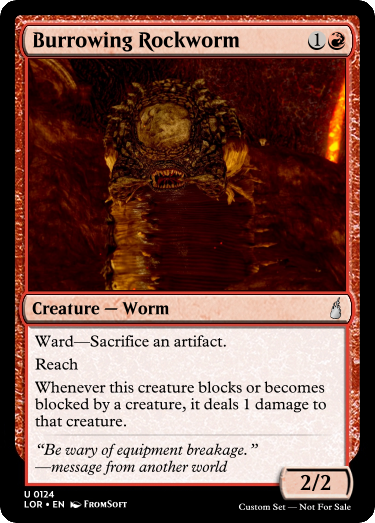 Burrowing Rockworm 1
Creature — Worm
Ward—Sacrifice an artifact.
Reach
Whenever this creature blocks or becomes
blocked by a creature, it deals 1 damage to
that creature.
“Be wary of equipment breakage.”
—message from another world
2/2
U 0124
LOR • EN FROMSOFT
Custom Set — Not For Sale